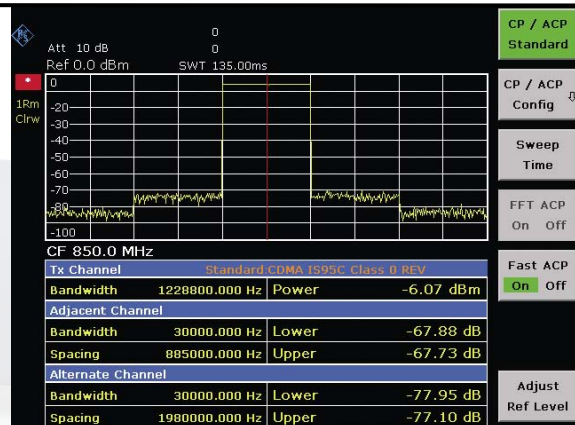 0
Att 10 dB
0
Ref 0.0 dBm
SWT 135.00ms
*
1Rm
Clrw
0
-20
-30
-40
-50
-60
-70
-80
-100
CF 850.0 MHz
Tx Channel Standard:CDMA IS95C Class 0 REV
Bandwidth 1228800.000 Hz Power -6.07 dBm
Adjacent Channel
Bandwidth 30000.000 Hz Lower -67.88 dB
Spacing 885000.000 Hz Upper -67.73 dB
Alternate Channel
Bandwidth 30000.000 Hz Lower -77.95 dB
Spacing 1980000.000 Hz Upper -77.10 dB
CP / ACP
Standard
CP / ACP
Config
Sweep
Time
FFT ACP
On Off
Fast ACP
On Off
Adjust
Ref Level